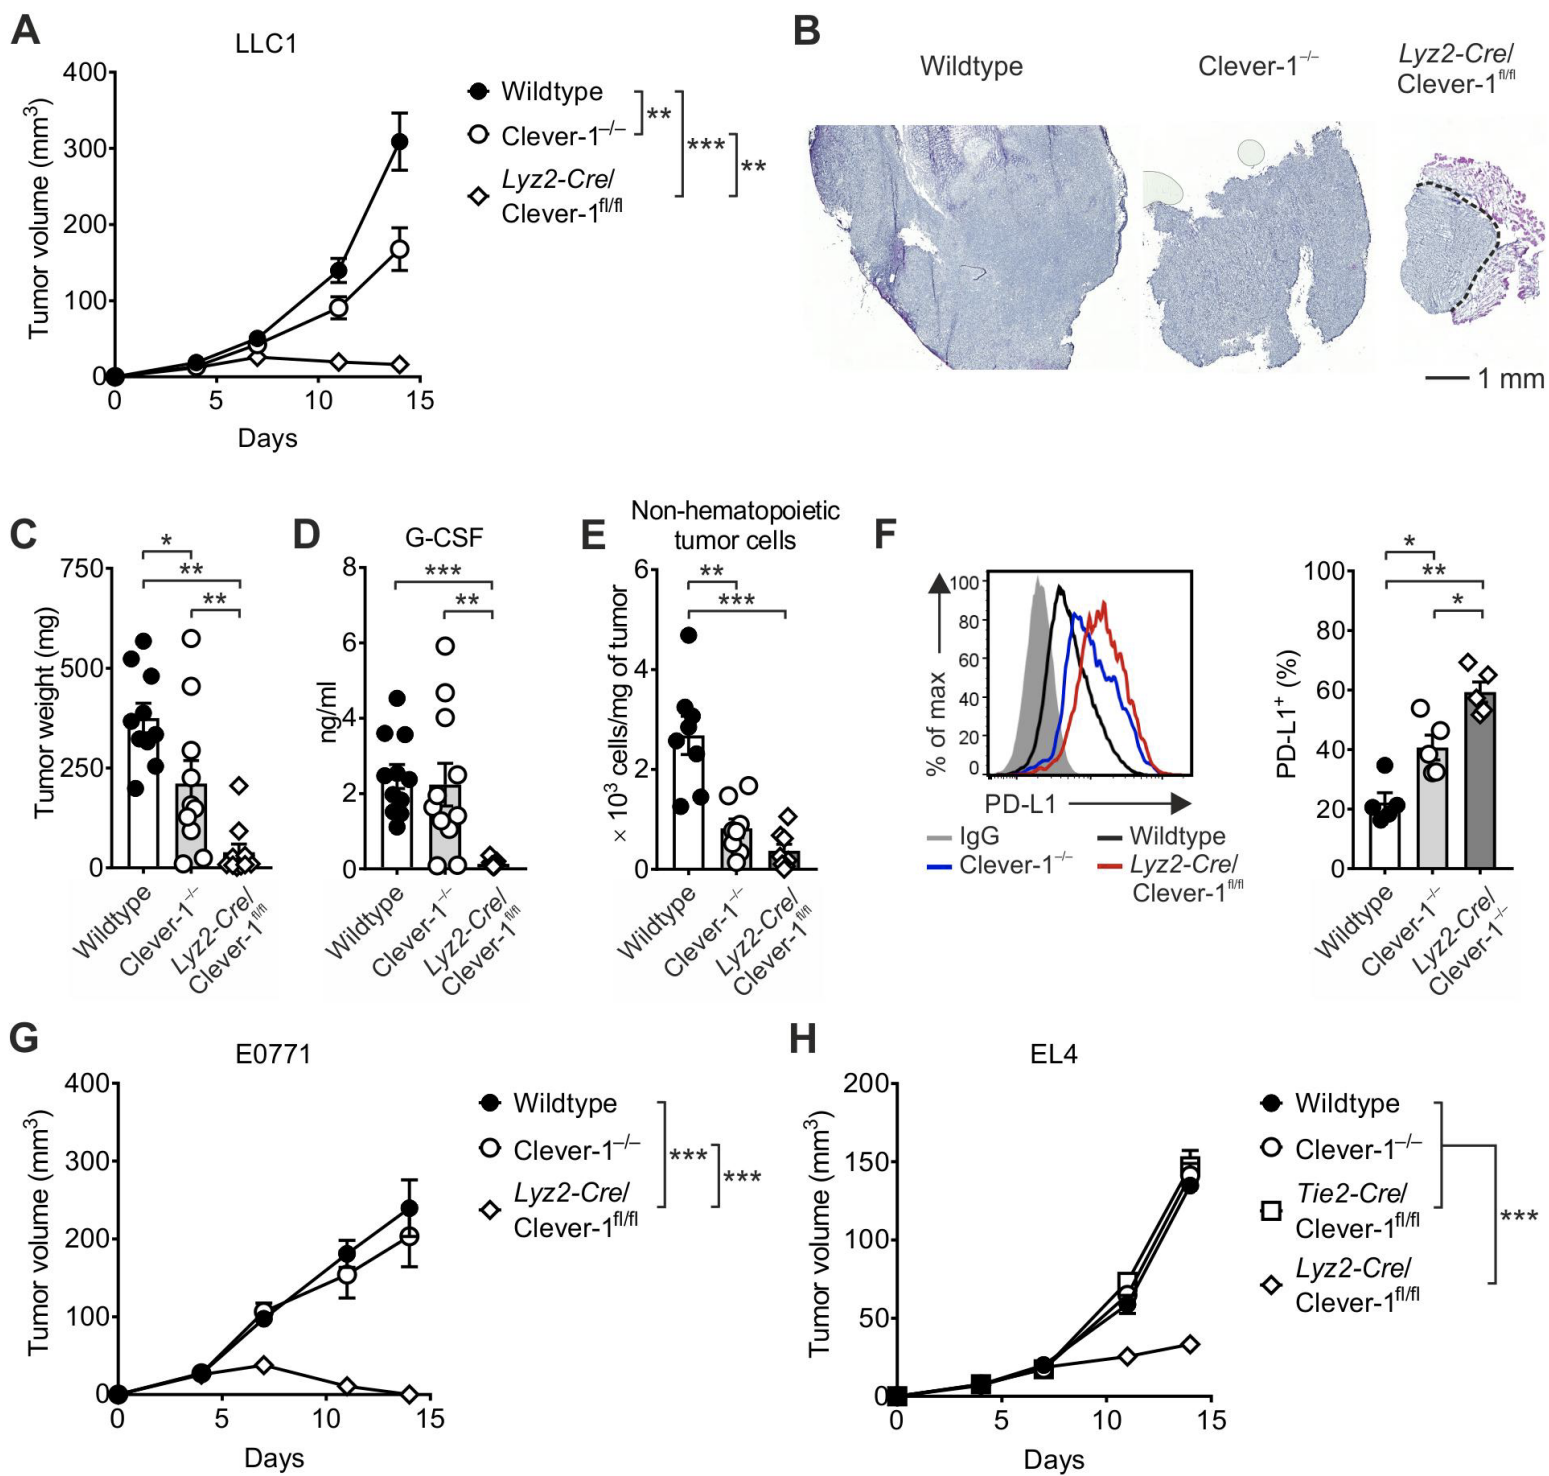 A
LLC1
Tumor volume (mm³)
400
300
200
100
0
0 5 10 15
Days
Wildtype
Clever-1⁻/⁻
Lyz2-Cre/
Clever-1fl/fl
**
***
**
B
Wildtype
Clever-1⁻/⁻
Lyz2-Cre/
Clever-1fl/fl
1 mm
C
Tumor weight (mg)
750
500
250
0
*
**
**
Wildtype
Clever-1⁻/⁻
Lyz2-Cre/
Clever-1fl/fl
D
G-CSF
ng/ml
8
6
4
2
0
***
**
Wildtype
Clever-1⁻/⁻
Lyz2-Cre/
Clever-1fl/fl
E
Non-hematopoietic
tumor cells
× 10³ cells/mg of tumor
6
4
2
0
**
***
Wildtype
Clever-1⁻/⁻
Lyz2-Cre/
Clever-1fl/fl
F
% of max
100
80
60
40
20
0
PD-L1
IgG
Wildtype
Clever-1⁻/⁻
Lyz2-Cre/
Clever-1fl/fl
PD-L1⁺ (%)
100
80
60
40
20
0
*
**
*
Wildtype
Clever-1⁻/⁻
Lyz2-Cre/
Clever-1⁻/⁻
G
E0771
Tumor volume (mm³)
400
300
200
100
0
0 5 10 15
Days
Wildtype
Clever-1⁻/⁻
Lyz2-Cre/
Clever-1fl/fl
***
***
H
EL4
Tumor volume (mm³)
200
150
100
50
0
0 5 10 15
Days
Wildtype
Clever-1⁻/⁻
Tie2-Cre/
Clever-1fl/fl
Lyz2-Cre/
Clever-1fl/fl
***